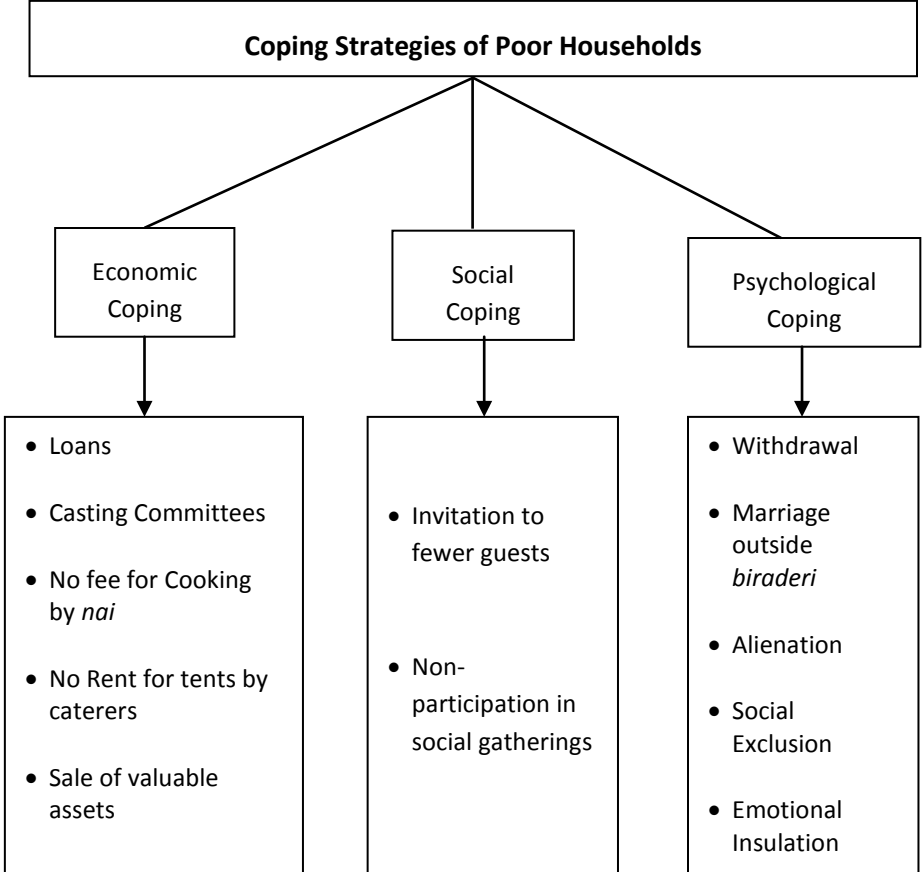 Coping Strategies of Poor Households
Economic
Coping
Social
Coping
Psychological
Coping
• Loans
• Casting Committees
• No fee for Cooking
by nai
• No Rent for tents by
caterers
• Sale of valuable
assets
• Invitation to
fewer guests
• Non-
participation in
social gatherings
• Withdrawal
• Marriage
outside
biraderi
• Alienation
• Social
Exclusion
• Emotional
Insulation